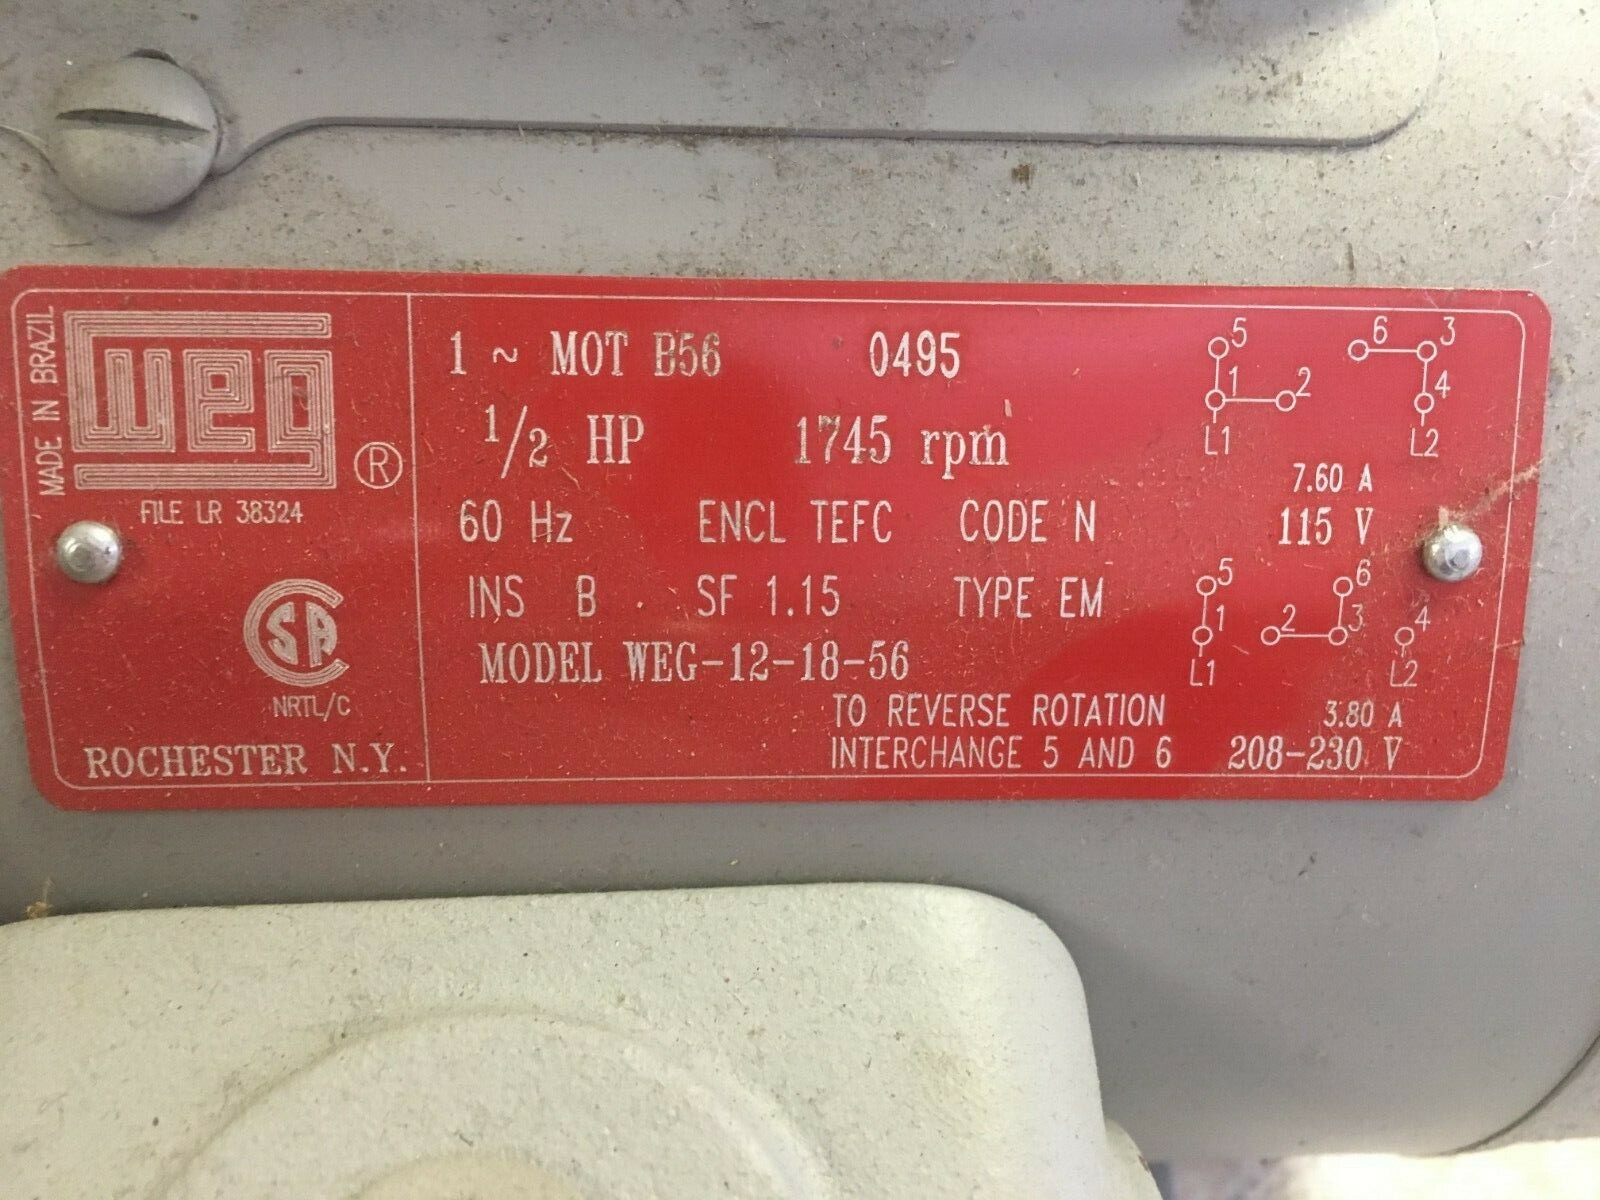 MADE IN BRAZIL
weg ®
FILE LR 38324
CSA
NRTL/C
ROCHESTER N.Y.
1 ~ MOT B56 0495
1/2 HP 1745 rpm
60 Hz ENCL TEFC CODE N
INS B SF 1.15 TYPE EM
MODEL WEG-12-18-56
TO REVERSE ROTATION
INTERCHANGE 5 AND 6
5 6 3
1 2 4
L1 L2
7.60 A
115 V
5 6
1 2 3 4
L1 L2
3.80 A
208-230 V